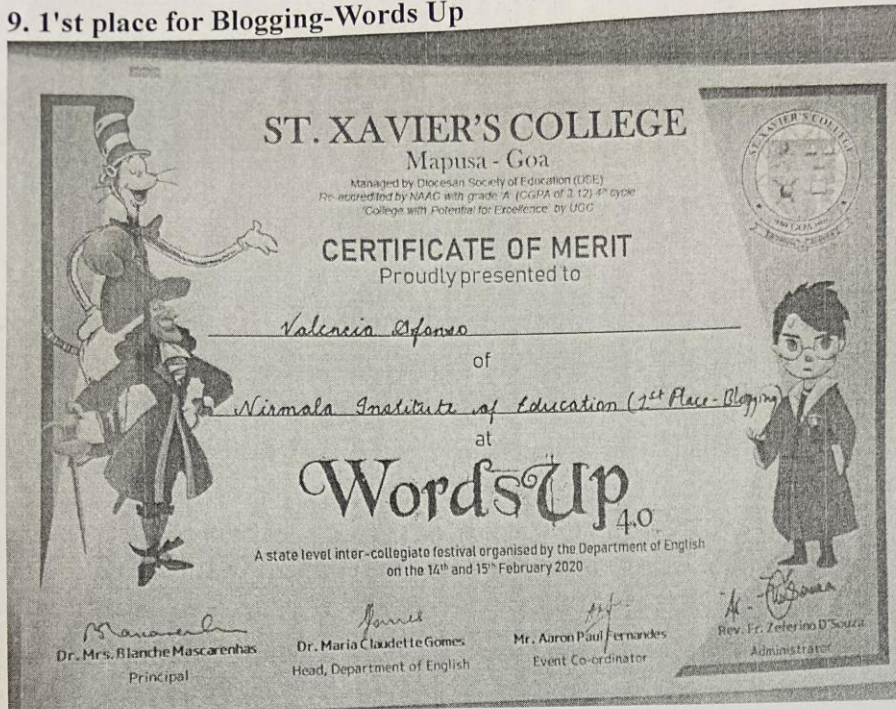 9. 1'st place for Blogging-Words Up
ST. XAVIER'S COLLEGE
Mapusa - Goa
Managed by Diocesan Society of Education (DSE)
Re-accredited by NAAC with grade 'A' (CGPA of 3.12) 4th cycle
'College with Potential for Excellence' by UGC
ST. XAVIER'S COLLEGE
CERTIFICATE OF MERIT
Proudly presented to
Valencia Afonso
of
Nirmala Institute of Education (1st Place - Blogging)
at
WordsUp
4.0
A state level inter-collegiate festival organised by the Department of English
on the 14th and 15th February 2020
Dr. Mrs. Blanche Mascarenhas
Principal
Dr. Maria Claudette Gomes
Head, Department of English
Mr. Aaron Paul Fernandes
Event Co-ordinator
Rev. Fr. Zeferino D'Souza
Administrator